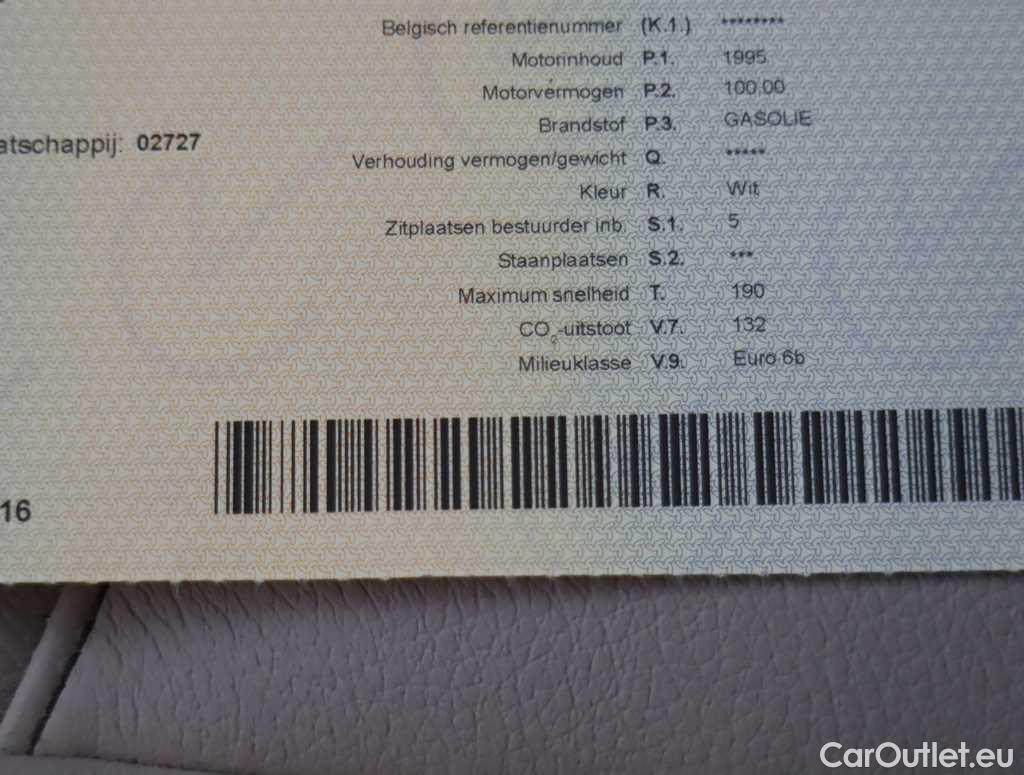 Belgisch referentienummer (K.1.) ********
Motorinhoud P.1. 1995
Motorvermogen P.2. 100.00
Brandstof P.3. GASOLIE
atschappij: 02727
Verhouding vermogen/gewicht Q. *****
Kleur R. Wit
Zitplaatsen bestuurder inb. S.1. 5
Staanplaatsen S.2. ***
Maximum snelheid T. 190
CO₂-uitstoot V.7. 132
Milieuklasse V.9. Euro 6b
16
CarOutlet.eu